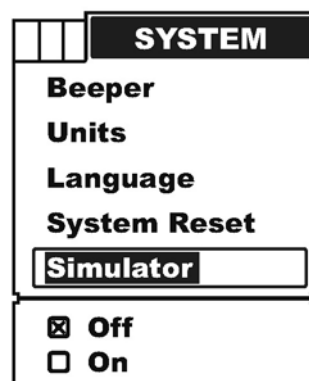 SYSTEM
Beeper
Units
Language
System Reset
Simulator
Off
On